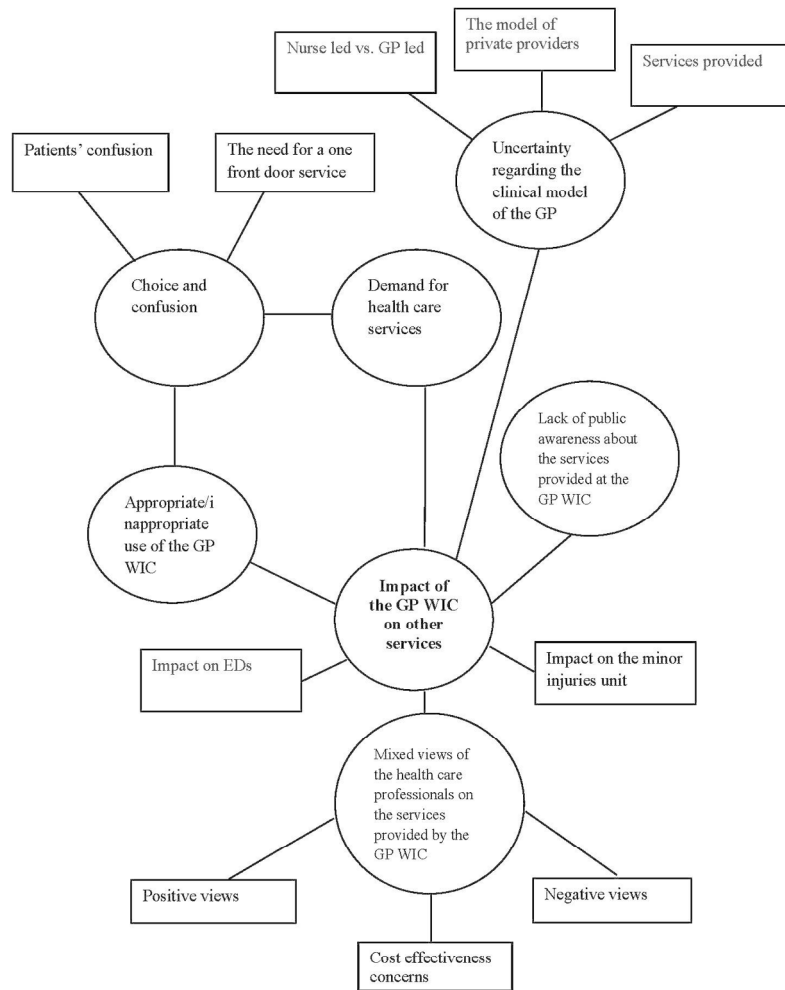 The model of
private providers
Nurse led vs. GP led
Services provided
Patients’ confusion
The need for a one
front door service
Uncertainty
regarding the
clinical model
of the GP
Choice and
confusion
Demand for
health care
services
Lack of public
awareness about
the services
provided at the
GP WIC
Appropriate/i
nappropriate
use of the GP
WIC
Impact of
the GP WIC
on other
services
Impact on EDs
Impact on the minor
injuries unit
Mixed views of
the health care
professionals on
the services
provided by the
GP WIC
Positive views
Negative views
Cost effectiveness
concerns